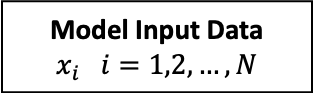 Model Input Data
xᵢ i = 1,2, …, N